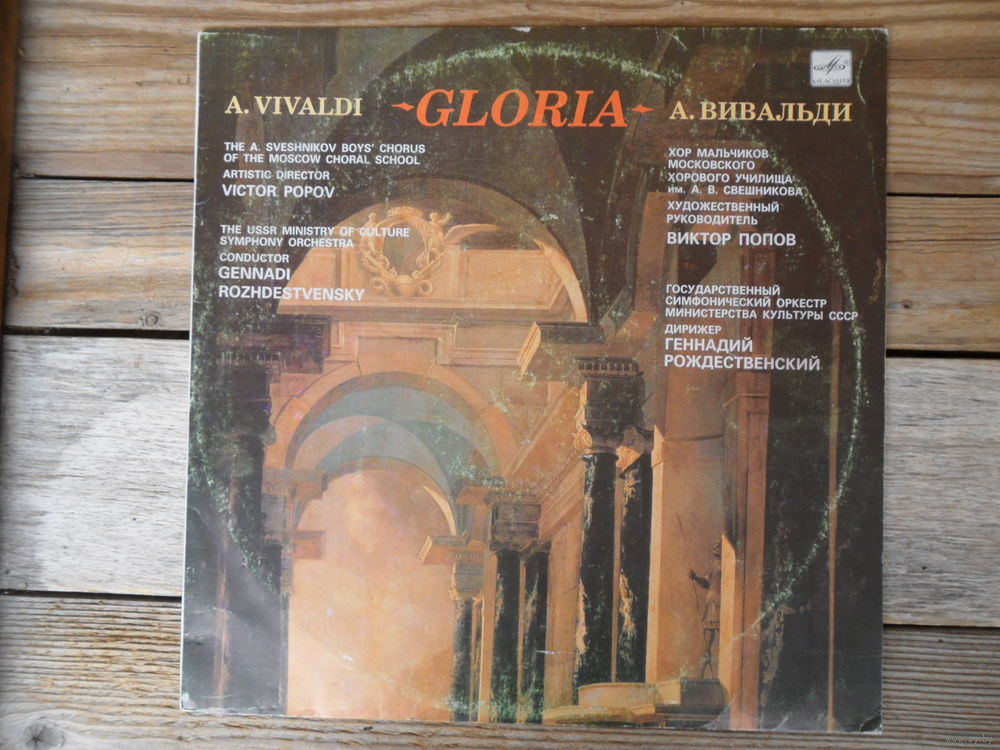 МЕЛОДИЯ
A. VIVALDI
GLORIA
А. ВИВАЛЬДИ
THE A. SVESHNIKOV BOYS' CHORUS
OF THE MOSCOW CHORAL SCHOOL
ARTISTIC DIRECTOR
VICTOR POPOV
THE USSR MINISTRY OF CULTURE
SYMPHONY ORCHESTRA
CONDUCTOR
GENNADI
ROZHDESTVENSKY
ХОР МАЛЬЧИКОВ
МОСКОВСКОГО
ХОРОВОГО УЧИЛИЩА
им. А. В. СВЕШНИКОВА
ХУДОЖЕСТВЕННЫЙ
РУКОВОДИТЕЛЬ
ВИКТОР ПОПОВ
ГОСУДАРСТВЕННЫЙ
СИМФОНИЧЕСКИЙ ОРКЕСТР
МИНИСТЕРСТВА КУЛЬТУРЫ СССР
ДИРИЖЕР
ГЕННАДИЙ
РОЖДЕСТВЕНСКИЙ